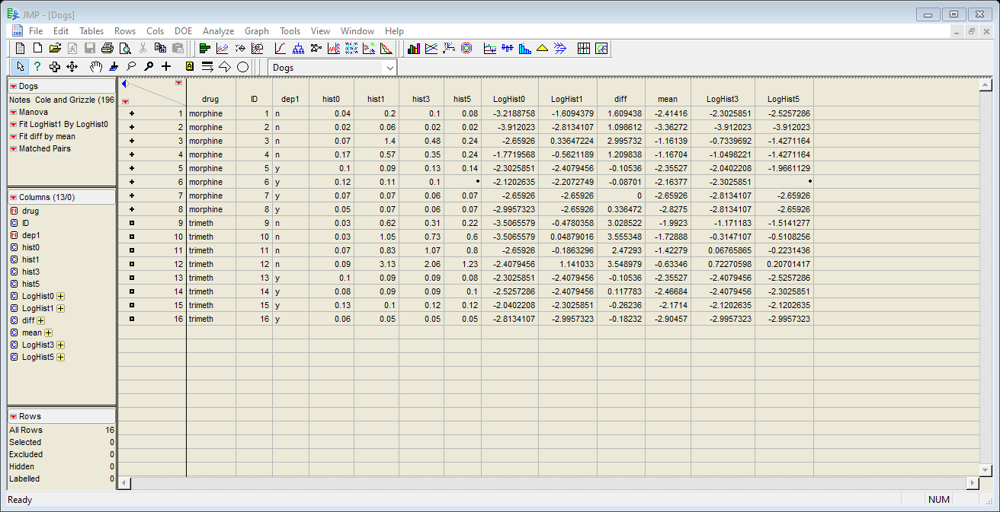 JMP - [Dogs]
File Edit Tables Rows Cols DOE Analyze Graph Tools View Window Help
Dogs
Dogs
Notes Cole and Grizzle (196
Manova
Fit LogHist1 By LogHist0
Fit diff by mean
Matched Pairs
Columns (13/0)
drug
ID
dep1
hist0
hist1
hist3
hist5
LogHist0
LogHist1
diff
mean
LogHist3
LogHist5
Rows
All Rows 16
Selected 0
Excluded 0
Hidden 0
Labelled 0
drug ID dep1 hist0 hist1 hist3 hist5 LogHist0 LogHist1 diff mean LogHist3 LogHist5
1 morphine 1 n 0.04 0.2 0.1 0.08 -3.2188758 -1.6094379 1.609438 -2.41416 -2.3025851 -2.5257286
2 morphine 2 n 0.02 0.06 0.02 0.02 -3.912023 -2.8134107 1.098612 -3.36272 -3.912023 -3.912023
3 morphine 3 n 0.07 1.4 0.48 0.24 -2.65926 0.33647224 2.995732 -1.16139 -0.7339692 -1.4271164
4 morphine 4 n 0.17 0.57 0.35 0.24 -1.7719568 -0.5621189 1.209838 -1.16704 -1.0498221 -1.4271164
5 morphine 5 y 0.1 0.09 0.13 0.14 -2.3025851 -2.4079456 -0.10536 -2.35527 -2.0402208 -1.9661129
6 morphine 6 y 0.12 0.11 0.1 • -2.1202635 -2.2072749 -0.08701 -2.16377 -2.3025851 •
7 morphine 7 y 0.07 0.07 0.06 0.07 -2.65926 -2.65926 0 -2.65926 -2.8134107 -2.65926
8 morphine 8 y 0.05 0.07 0.06 0.07 -2.9957323 -2.65926 0.336472 -2.8275 -2.8134107 -2.65926
9 trimeth 9 n 0.03 0.62 0.31 0.22 -3.5065579 -0.4780358 3.028522 -1.9923 -1.171183 -1.5141277
10 trimeth 10 n 0.03 1.05 0.73 0.6 -3.5065579 0.04879016 3.555348 -1.72888 -0.3147107 -0.5108256
11 trimeth 11 n 0.07 0.83 1.07 0.8 -2.65926 -0.1863296 2.47293 -1.42279 0.06765865 -0.2231436
12 trimeth 12 n 0.09 3.13 2.06 1.23 -2.4079456 1.141033 3.548979 -0.63346 0.72270598 0.20701417
13 trimeth 13 y 0.1 0.09 0.09 0.08 -2.3025851 -2.4079456 -0.10536 -2.35527 -2.4079456 -2.5257286
14 trimeth 14 y 0.08 0.09 0.09 0.1 -2.5257286 -2.4079456 0.117783 -2.46684 -2.4079456 -2.3025851
15 trimeth 15 y 0.13 0.1 0.12 0.12 -2.0402208 -2.3025851 -0.26236 -2.1714 -2.1202635 -2.1202635
16 trimeth 16 y 0.06 0.05 0.05 0.05 -2.8134107 -2.9957323 -0.18232 -2.90457 -2.9957323 -2.9957323
Ready NUM